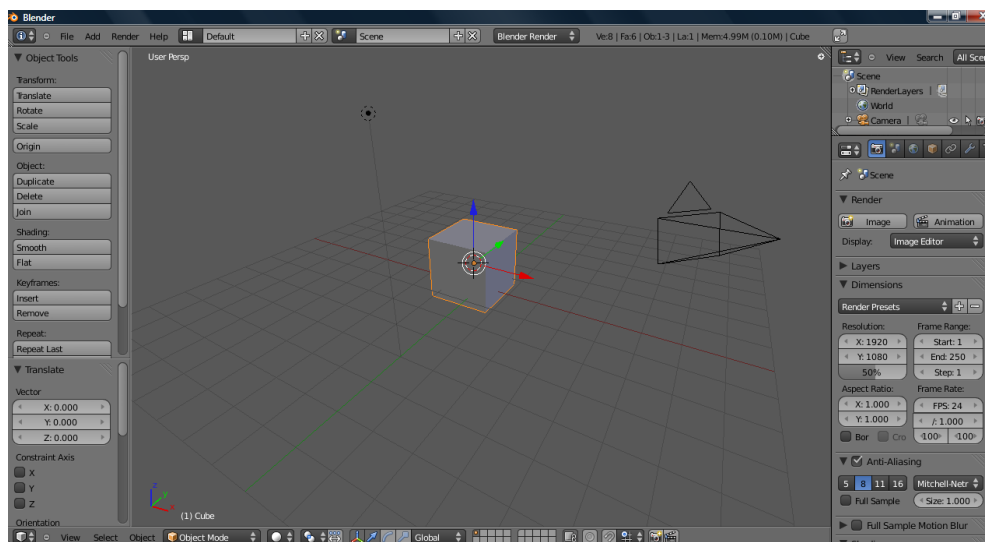 Blender
File Add Render Help Default Scene Blender Render Ve:8 | Fa:6 | Ob:1-3 | La:1 | Mem:4.99M (0.10M) | Cube
Object Tools
Transform:
Translate
Rotate
Scale
Origin
Object:
Duplicate
Delete
Join
Shading:
Smooth
Flat
Keyframes:
Insert
Remove
Repeat:
Repeat Last
Translate
Vector
X: 0.000
Y: 0.000
Z: 0.000
Constraint Axis
X
Y
Z
Orientation
User Persp
z
y
x
(1) Cube
View Select Object Object Mode Global
View Search All Sce
Scene
RenderLayers |
World
Camera |
Scene
Render
Image Animation
Display: Image Editor
Layers
Dimensions
Render Presets
Resolution: Frame Range:
X: 1920 Start: 1
Y: 1080 End: 250
50% Step: 1
Aspect Ratio: Frame Rate:
X: 1.000 FPS: 24
Y: 1.000 /: 1.000
Bor Cro 100 100
Anti-Aliasing
5 8 11 16 Mitchell-Netr
Full Sample Size: 1.000
Full Sample Motion Blur